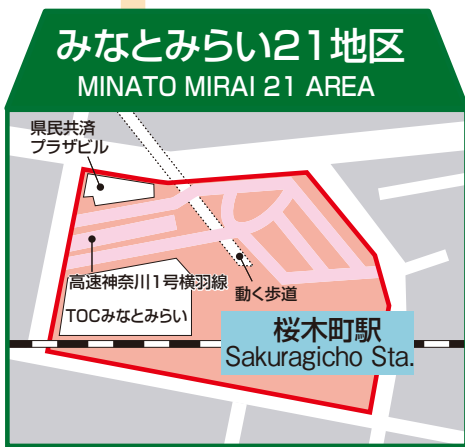 みなとみらい21地区
MINATO MIRAI 21 AREA
県民共済
プラザビル
高速神奈川1号横羽線
動く歩道
TOCみなとみらい
桜木町駅
Sakuragicho Sta.